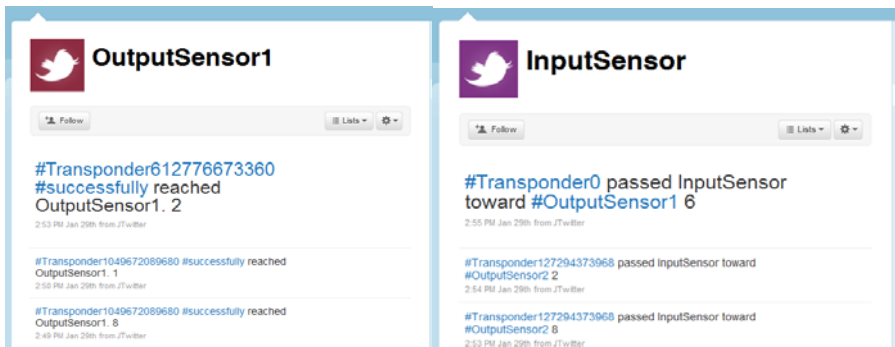 OutputSensor1
Follow
Lists
#Transponder612776673360
#successfully reached
OutputSensor1. 2
2:53 PM Jan 29th from JTwitter
#Transponder1049672089680 #successfully reached
OutputSensor1. 1
2:50 PM Jan 29th from JTwitter
#Transponder1049672089680 #successfully reached
OutputSensor1. 8
2:49 PM Jan 29th from JTwitter
InputSensor
Follow
Lists
#Transponder0 passed InputSensor
toward #OutputSensor1 6
2:55 PM Jan 29th from JTwitter
#Transponder127294373968 passed InputSensor toward
#OutputSensor2 2
2:54 PM Jan 29th from JTwitter
#Transponder127294373968 passed InputSensor toward
#OutputSensor2 8
2:53 PM Jan 29th from JTwitter